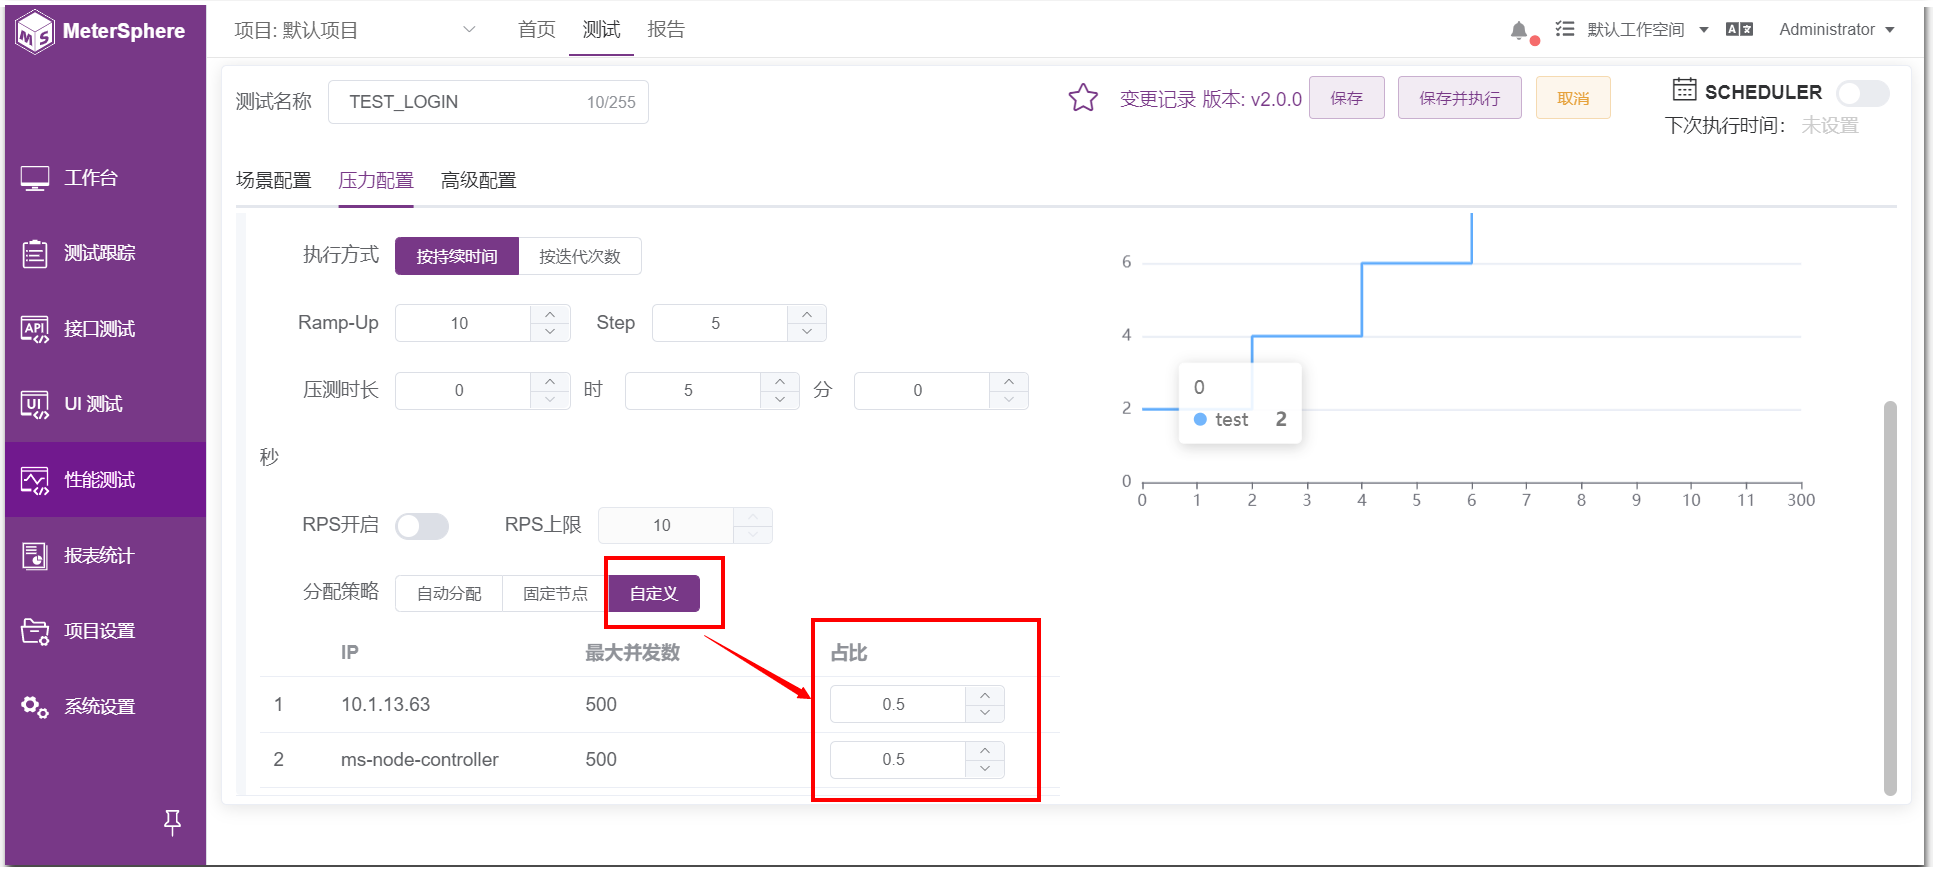 MeterSphere
项目: 默认项目
首页
测试
报告
默认工作空间
Administrator
测试名称
TEST_LOGIN
10/255
变更记录 版本: v2.0.0
保存
保存并执行
取消
SCHEDULER
下次执行时间：
未设置
工作台
测试跟踪
接口测试
UI 测试
性能测试
报表统计
项目设置
系统设置
场景配置
压力配置
高级配置
执行方式
按持续时间
按迭代次数
Ramp-Up
10
Step
5
压测时长
0
时
5
分
0
秒
RPS开启
RPS上限
10
分配策略
自动分配
固定节点
自定义
IP
最大并发数
占比
1
10.1.13.63
500
0.5
2
ms-node-controller
500
0.5
6
4
2
0
0
test
2
0
1
2
3
4
5
6
7
8
9
10
11
300